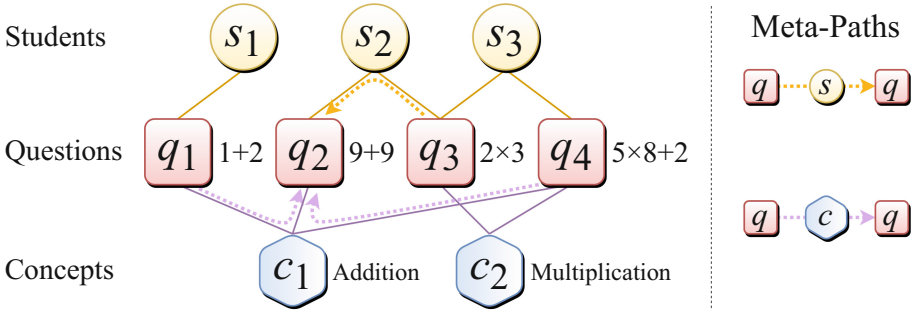 Students s1 s2 s3 Meta-Paths
q s q
Questions q1 1+2 q2 9+9 q3 2×3 q4 5×8+2
q c q
Concepts c1 Addition c2 Multiplication